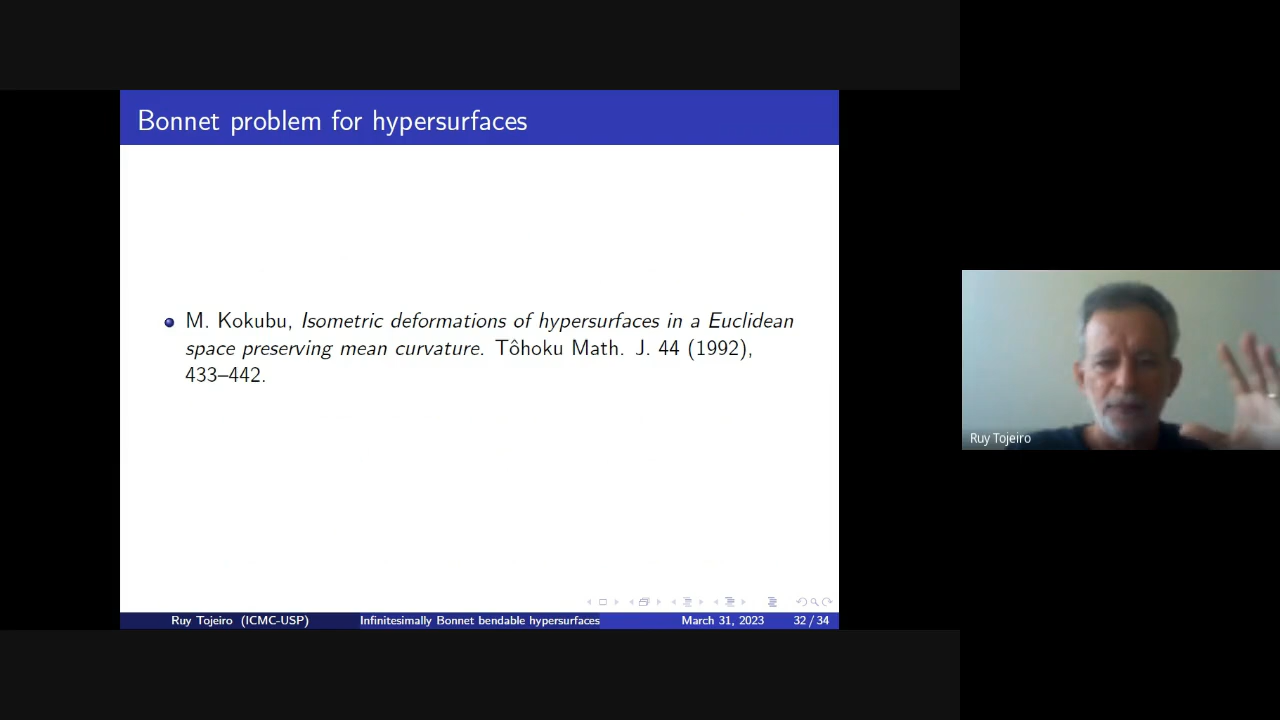 Bonnet problem for hypersurfaces
M. Kokubu, Isometric deformations of hypersurfaces in a Euclidean
space preserving mean curvature. Tôhoku Math. J. 44 (1992),
433–442.
Ruy Tojeiro
Ruy Tojeiro (ICMC-USP) Infinitesimally Bonnet bendable hypersurfaces March 31, 2023 32 / 34